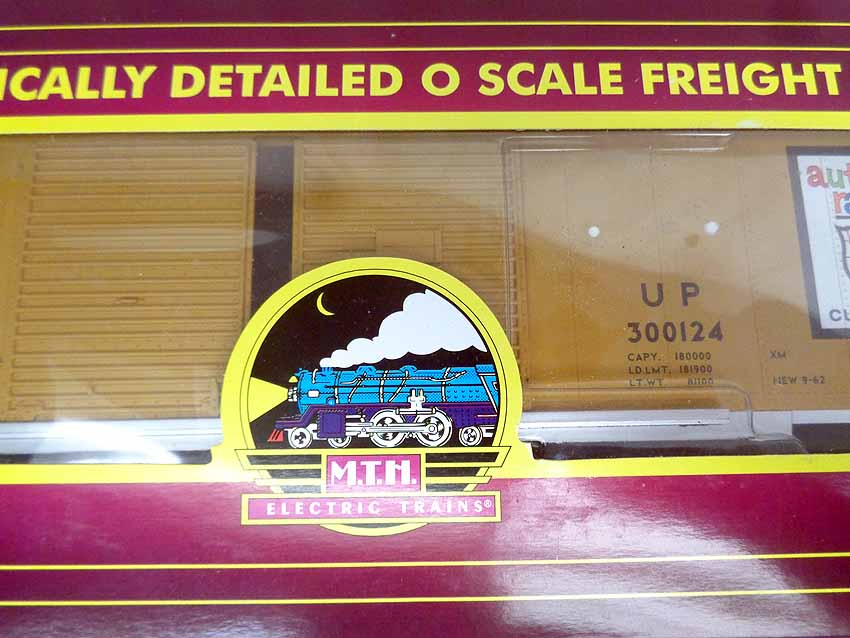 ICALLY DETAILED O SCALE FREIGHT
UP
300124
CAPY. 180000
LD.LMT. 181900
LT.WT. 81100
XM
NEW 9-62
M.T.H.
ELECTRIC TRAINS®